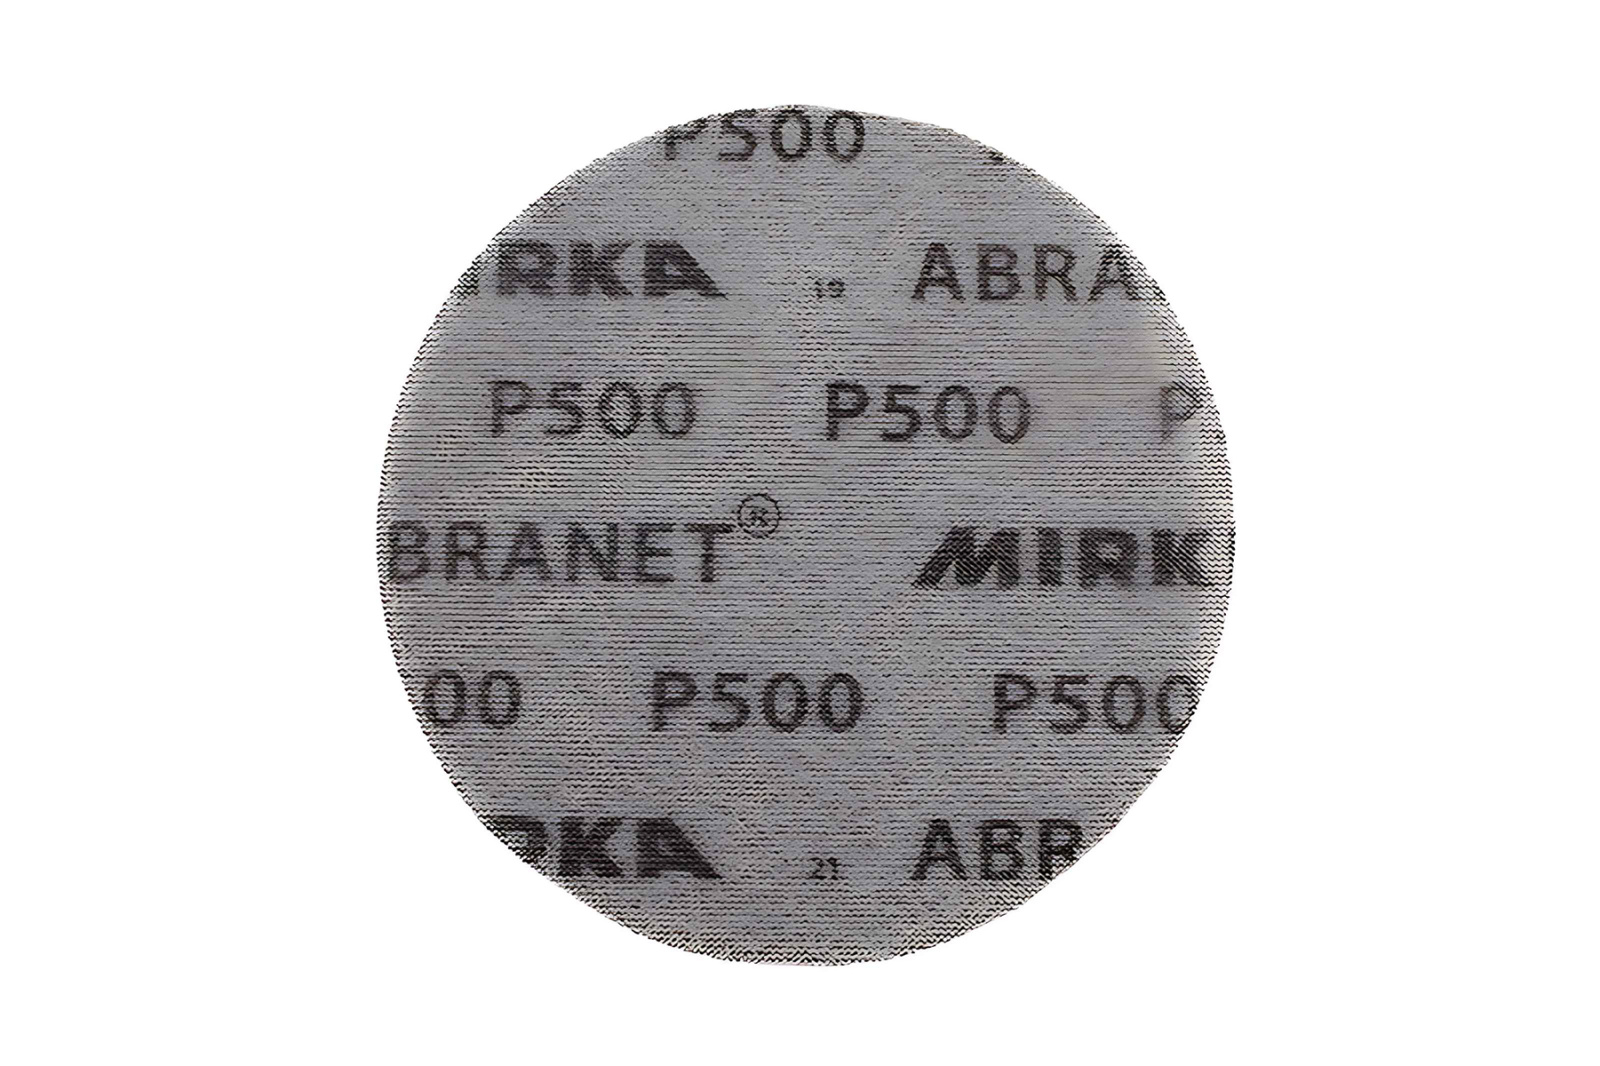 P500
IRKA 19 ABRA
P500 P500 P
BRANET® MIRK
00 P500 P500
RKA 21 ABR